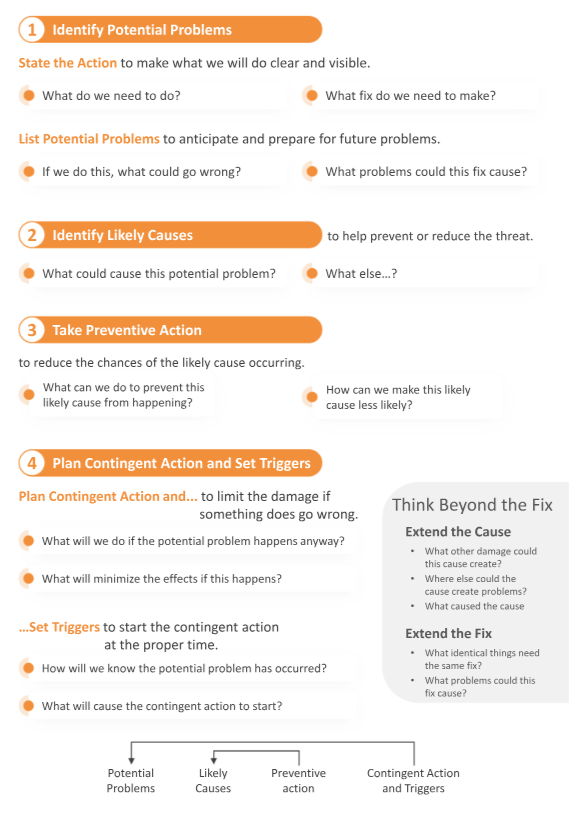 1 Identify Potential Problems
State the Action to make what we will do clear and visible.
What do we need to do?
What fix do we need to make?
List Potential Problems to anticipate and prepare for future problems.
If we do this, what could go wrong?
What problems could this fix cause?
2 Identify Likely Causes to help prevent or reduce the threat.
What could cause this potential problem?
What else...?
3 Take Preventive Action
to reduce the chances of the likely cause occurring.
What can we do to prevent this
likely cause from happening?
How can we make this likely
cause less likely?
4 Plan Contingent Action and Set Triggers
Plan Contingent Action and... to limit the damage if
something does go wrong.
What will we do if the potential problem happens anyway?
What will minimize the effects if this happens?
...Set Triggers to start the contingent action
at the proper time.
How will we know the potential problem has occurred?
What will cause the contingent action to start?
Think Beyond the Fix
Extend the Cause
• What other damage could
this cause create?
• Where else could the
cause create problems?
• What caused the cause
Extend the Fix
• What identical things need
the same fix?
• What problems could this
fix cause?
Potential
Problems
Likely
Causes
Preventive
action
Contingent Action
and Triggers